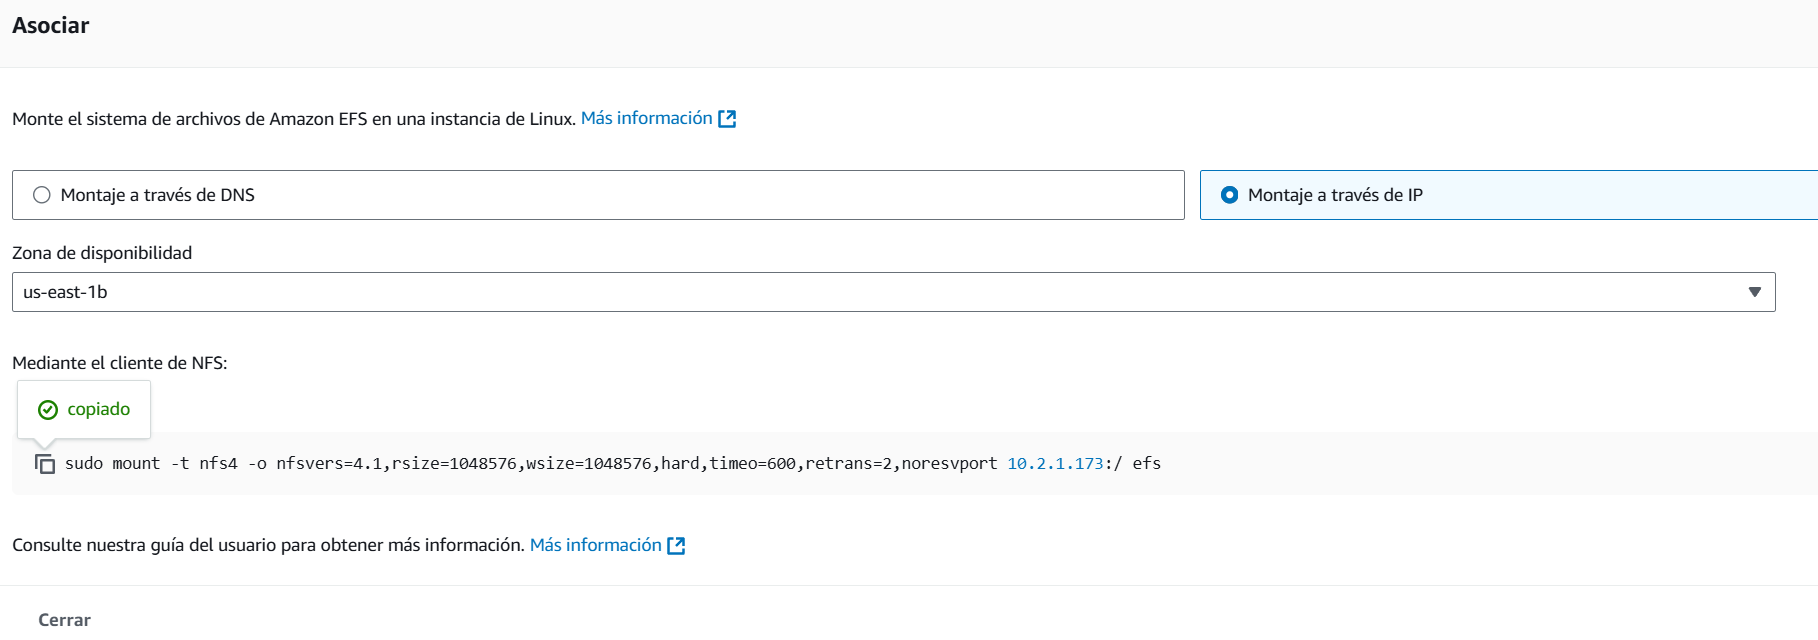 Asociar
Monte el sistema de archivos de Amazon EFS en una instancia de Linux. Más información
Montaje a través de DNS
Montaje a través de IP
Zona de disponibilidad
us-east-1b
Mediante el cliente de NFS:
copiado
sudo mount -t nfs4 -o nfsvers=4.1,rsize=1048576,wsize=1048576,hard,timeo=600,retrans=2,noresvport 10.2.1.173:/ efs
Consulte nuestra guía del usuario para obtener más información. Más información
Cerrar